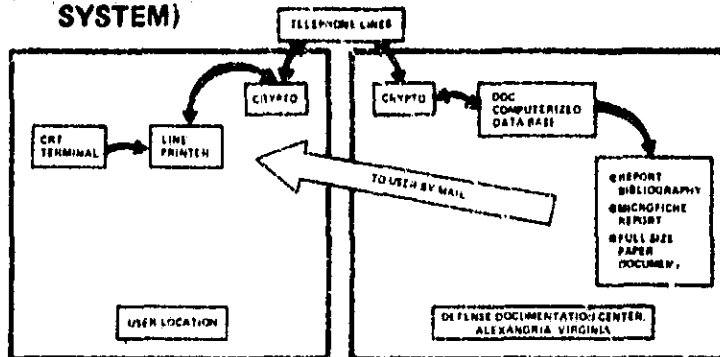 SYSTEM)
TELEPHONE LINES
CRYPTO
CRYPTO
DDC
COMPUTERIZED
DATA BASE
CRT
TERMINAL
LINE
PRINTER
TO USER BY MAIL
● REPORT
BIBLIOGRAPHY
● MICROFICHE
REPORT
● FULL SIZE
PAPER
DOCUMENT
USER LOCATION
DEFENSE DOCUMENTATION CENTER,
ALEXANDRIA VIRGINIA